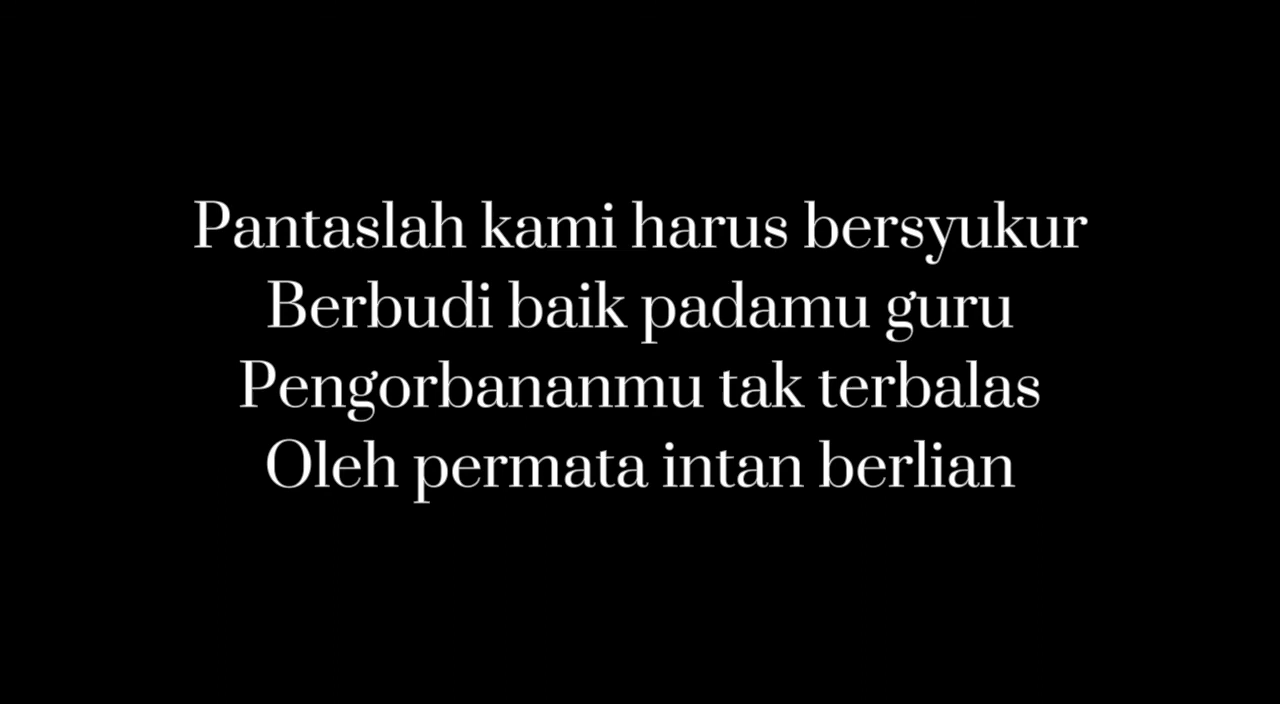 Pantaslah kami harus bersyukur
Berbudi baik padamu guru
Pengorbananmu tak terbalas
Oleh permata intan berlian